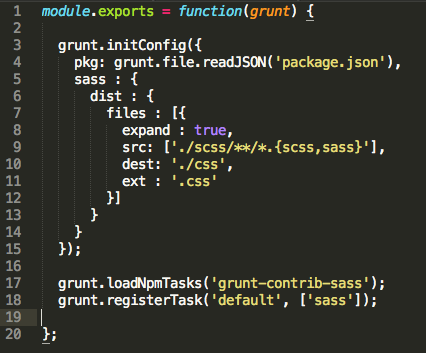 1 module.exports = function(grunt) {
2
3 grunt.initConfig({
4 pkg: grunt.file.readJSON('package.json'),
5 sass : {
6 dist : {
7 files : [{
8 expand : true,
9 src: ['./scss/**/*.{scss,sass}'],
10 dest: './css',
11 ext : '.css'
12 }]
13 }
14 }
15 });
16
17 grunt.loadNpmTasks('grunt-contrib-sass');
18 grunt.registerTask('default', ['sass']);
19
20 };